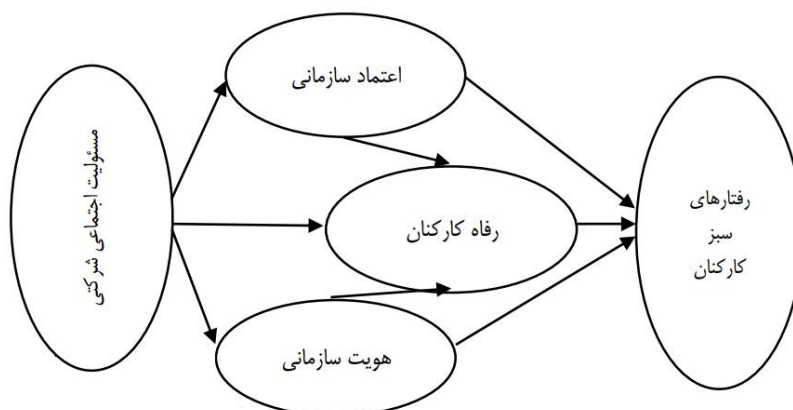 اعتماد سازمانی
مسئولیت اجتماعی شرکتی
رفاه کارکنان
رفتارهای
سبز
کارکنان
هویت سازمانی